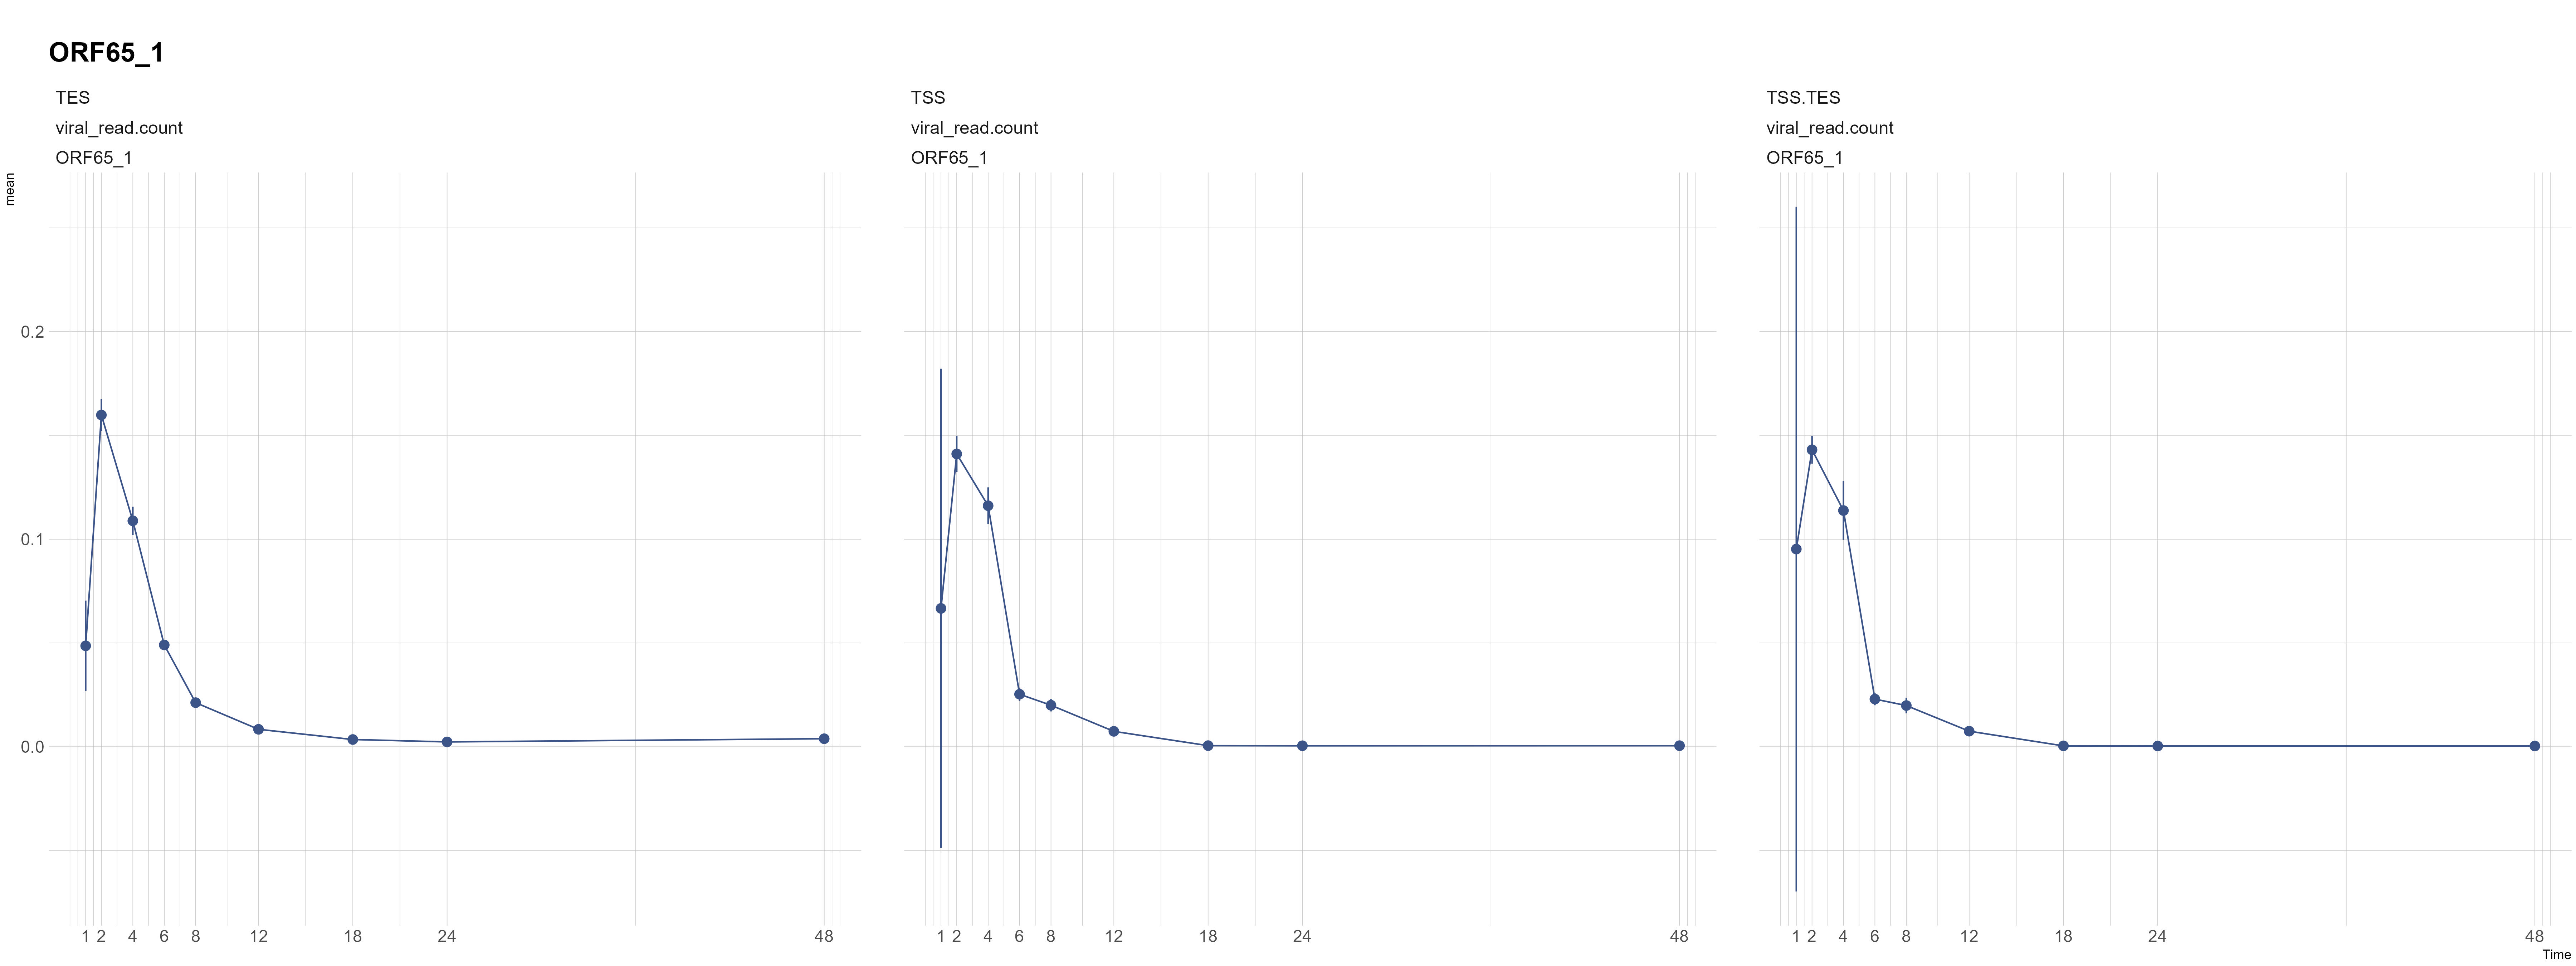 ORF65_1
TES
viral_read.count
ORF65_1
TSS
viral_read.count
ORF65_1
TSS.TES
viral_read.count
ORF65_1
mean
0.2
0.1
0.0
1 2 4 6 8 12 18 24 48
1 2 4 6 8 12 18 24 48
1 2 4 6 8 12 18 24 48
Time